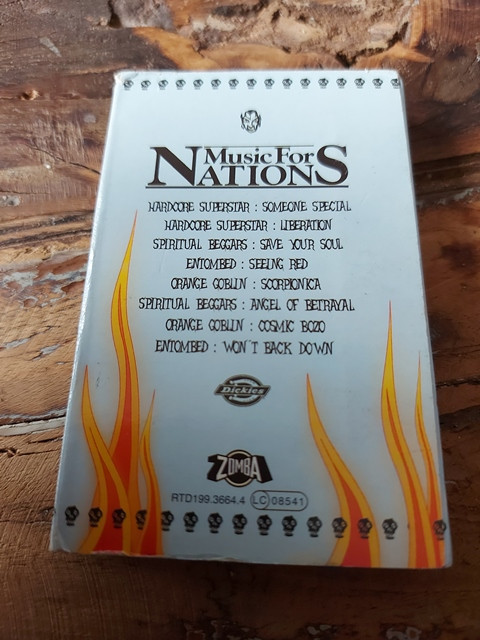 Music For
NATIONS
HARDCORE SUPERSTAR : SOMEONE SPECIAL
HARDCORE SUPERSTAR : LIBERATION
SPIRITUAL BEGGARS : SAVE YOUR SOUL
ENTOMBED : SEEING RED
ORANGE GOBLIN : SCORPIONICA
SPIRITUAL BEGGARS : ANGEL OF BETRAYAL
ORANGE GOBLIN : COSMIC BOZO
ENTOMBED : WON'T BACK DOWN
Dickies
ZOMBA
RTD199.3664.4 LC 08541